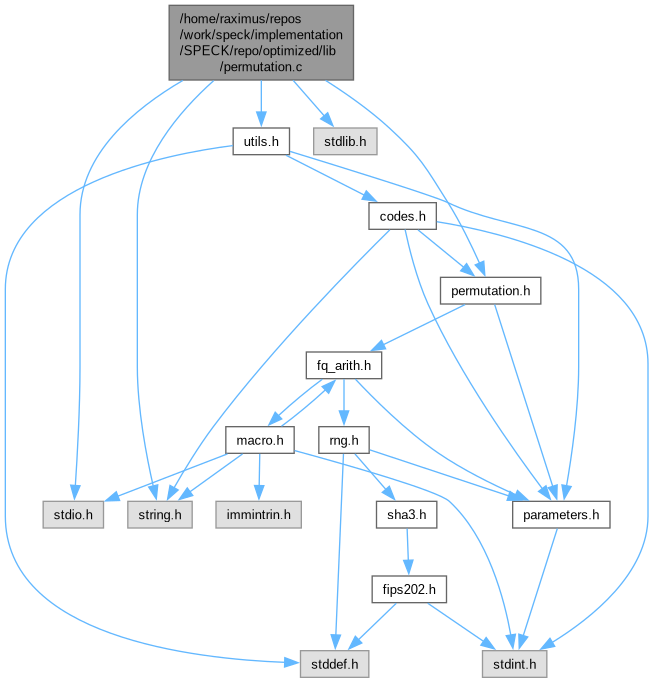 /home/raximus/repos
/work/speck/implementation
/SPECK/repo/optimized/lib
/permutation.c
utils.h
stdlib.h
codes.h
permutation.h
fq_arith.h
macro.h
rng.h
stdio.h
string.h
immintrin.h
sha3.h
parameters.h
fips202.h
stddef.h
stdint.h